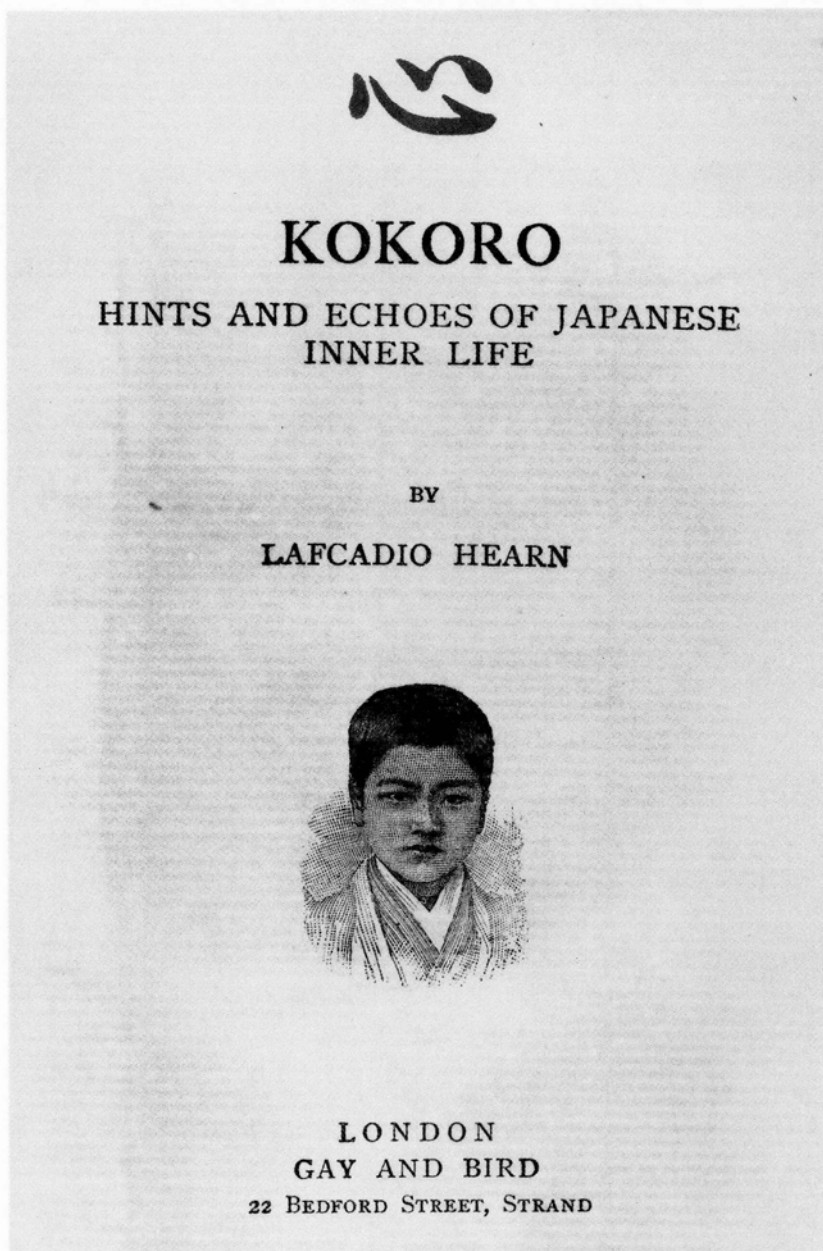 心
KOKORO
HINTS AND ECHOES OF JAPANESE
INNER LIFE
BY
LAFCADIO HEARN
LONDON
GAY AND BIRD
22 BEDFORD STREET, STRAND